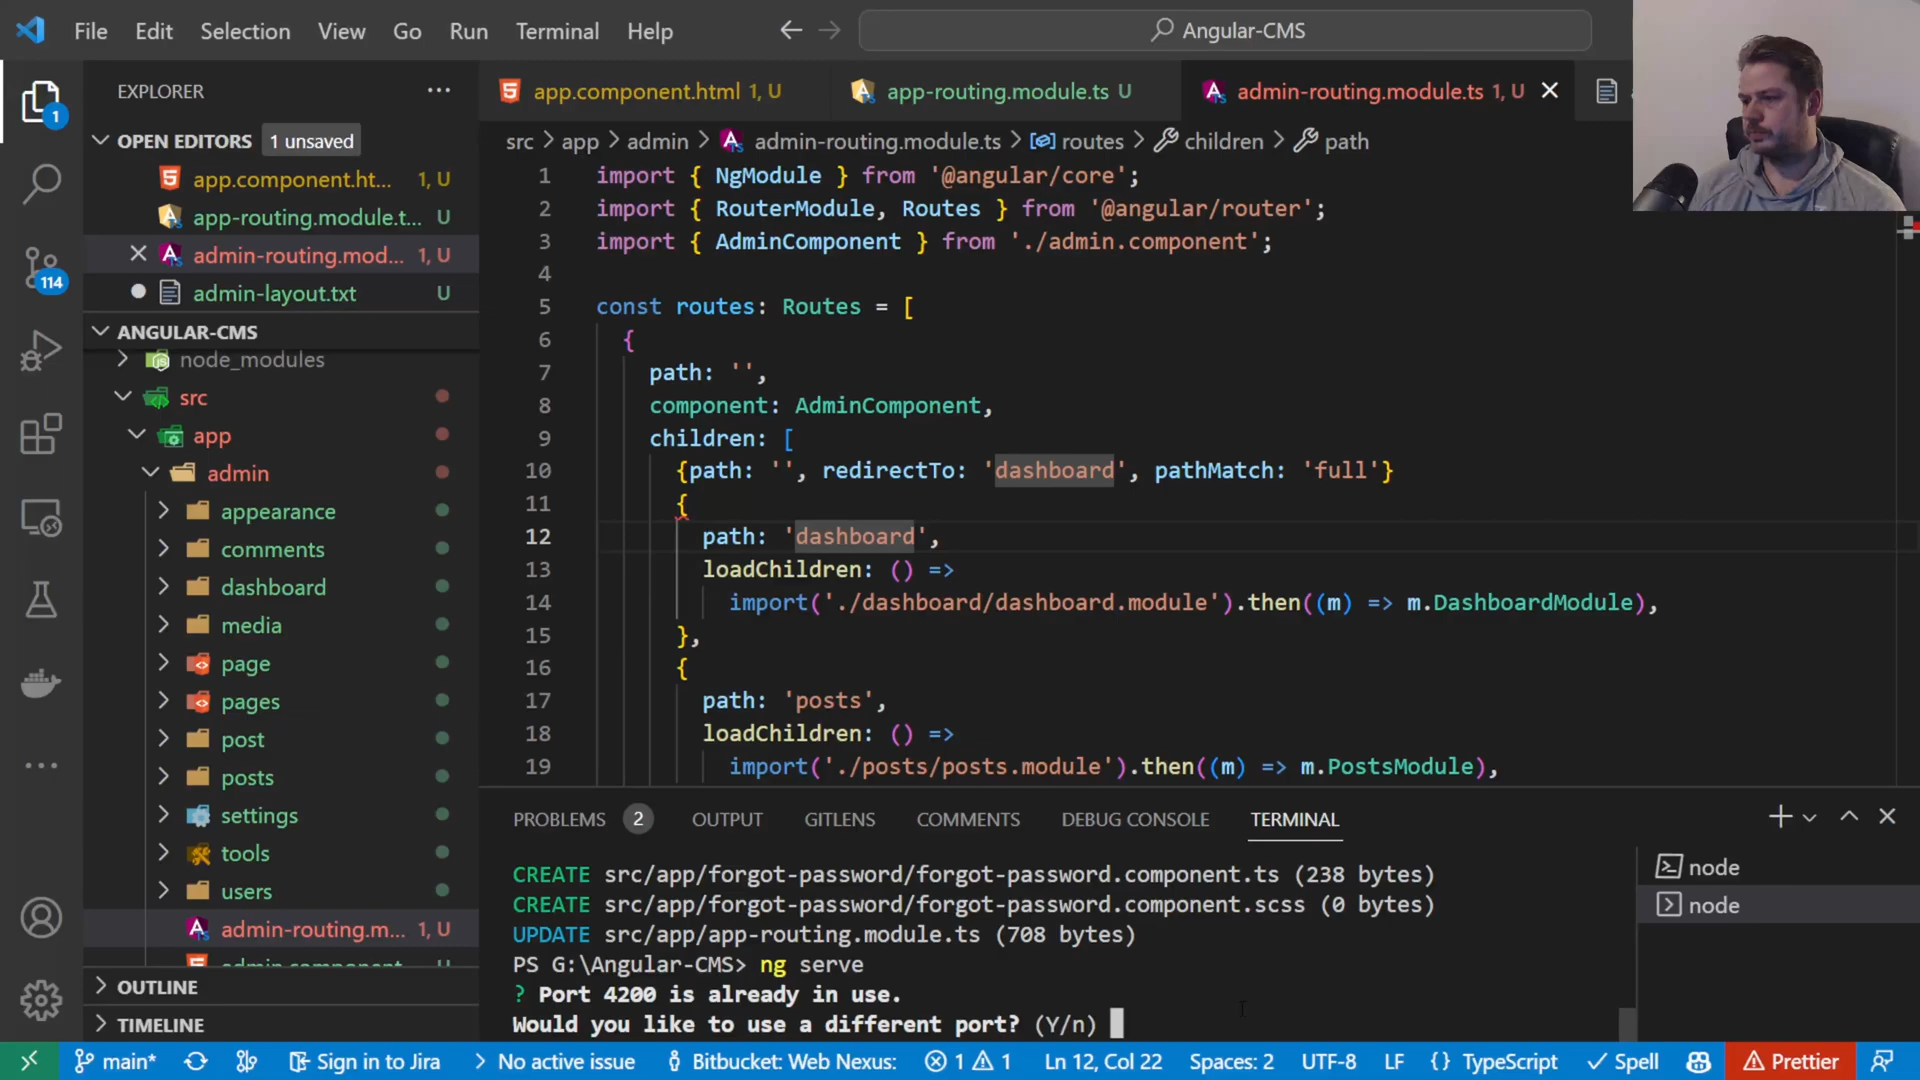 File Edit Selection View Go Run Terminal Help
Angular-CMS
EXPLORER
app.component.html 1, U
app-routing.module.ts U
admin-routing.module.ts 1, U
OPEN EDITORS 1 unsaved
app.component.ht... 1, U
app-routing.module.t... U
admin-routing.mod... 1, U
admin-layout.txt U
ANGULAR-CMS
node_modules
src
app
admin
appearance
comments
dashboard
media
page
pages
post
posts
settings
tools
users
admin-routing.m... 1, U
OUTLINE
TIMELINE
1
114
src > app > admin > admin-routing.module.ts > routes > children > path
1 import { NgModule } from '@angular/core';
2 import { RouterModule, Routes } from '@angular/router';
3 import { AdminComponent } from './admin.component';
4
5 const routes: Routes = [
6 {
7 path: '',
8 component: AdminComponent,
9 children: [
10 {path: '', redirectTo: 'dashboard', pathMatch: 'full'}
11 {
12 path: 'dashboard',
13 loadChildren: () =>
14 import('./dashboard/dashboard.module').then((m) => m.DashboardModule),
15 },
16 {
17 path: 'posts',
18 loadChildren: () =>
19 import('./posts/posts.module').then((m) => m.PostsModule),
PROBLEMS 2 OUTPUT GITLENS COMMENTS DEBUG CONSOLE TERMINAL
CREATE src/app/forgot-password/forgot-password.component.ts (238 bytes)
CREATE src/app/forgot-password/forgot-password.component.scss (0 bytes)
UPDATE src/app/app-routing.module.ts (708 bytes)
PS G:\Angular-CMS> ng serve
? Port 4200 is already in use.
Would you like to use a different port? (Y/n)
node
node
main* Sign in to Jira No active issue Bitbucket: Web Nexus: 1 1 Ln 12, Col 22 Spaces: 2 UTF-8 LF {} TypeScript Spell Prettier